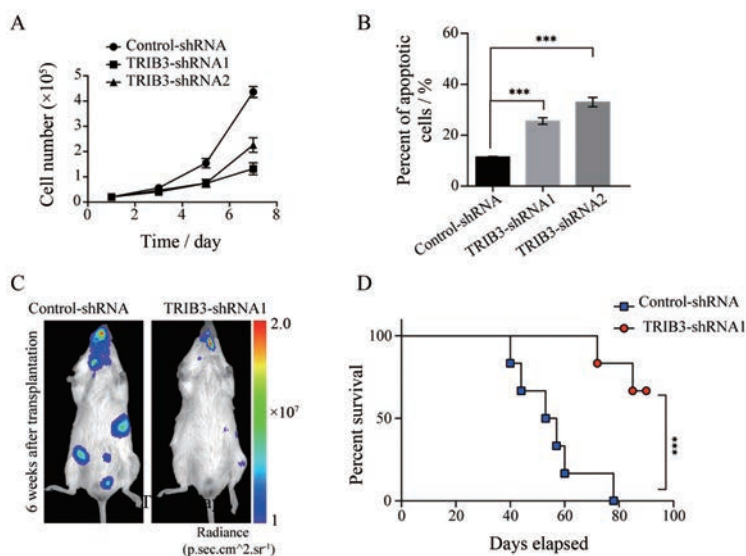 A
Control-shRNA
TRIB3-shRNA1
TRIB3-shRNA2
Cell number (×10⁵)
5
4
3
2
1
0
0
2
4
6
8
Time / day
B
Percent of apoptotic
cells / %
60
40
20
0
***
***
Control-shRNA
TRIB3-shRNA1
TRIB3-shRNA2
C
Control-shRNA
TRIB3-shRNA1
6 weeks after transplantation
2.0
×10⁷
1
Radiance
(p.sec.cm^2.sr⁻¹)
D
Control-shRNA
TRIB3-shRNA1
Percent survival
100
50
0
0
20
40
60
80
100
***
Days elapsed